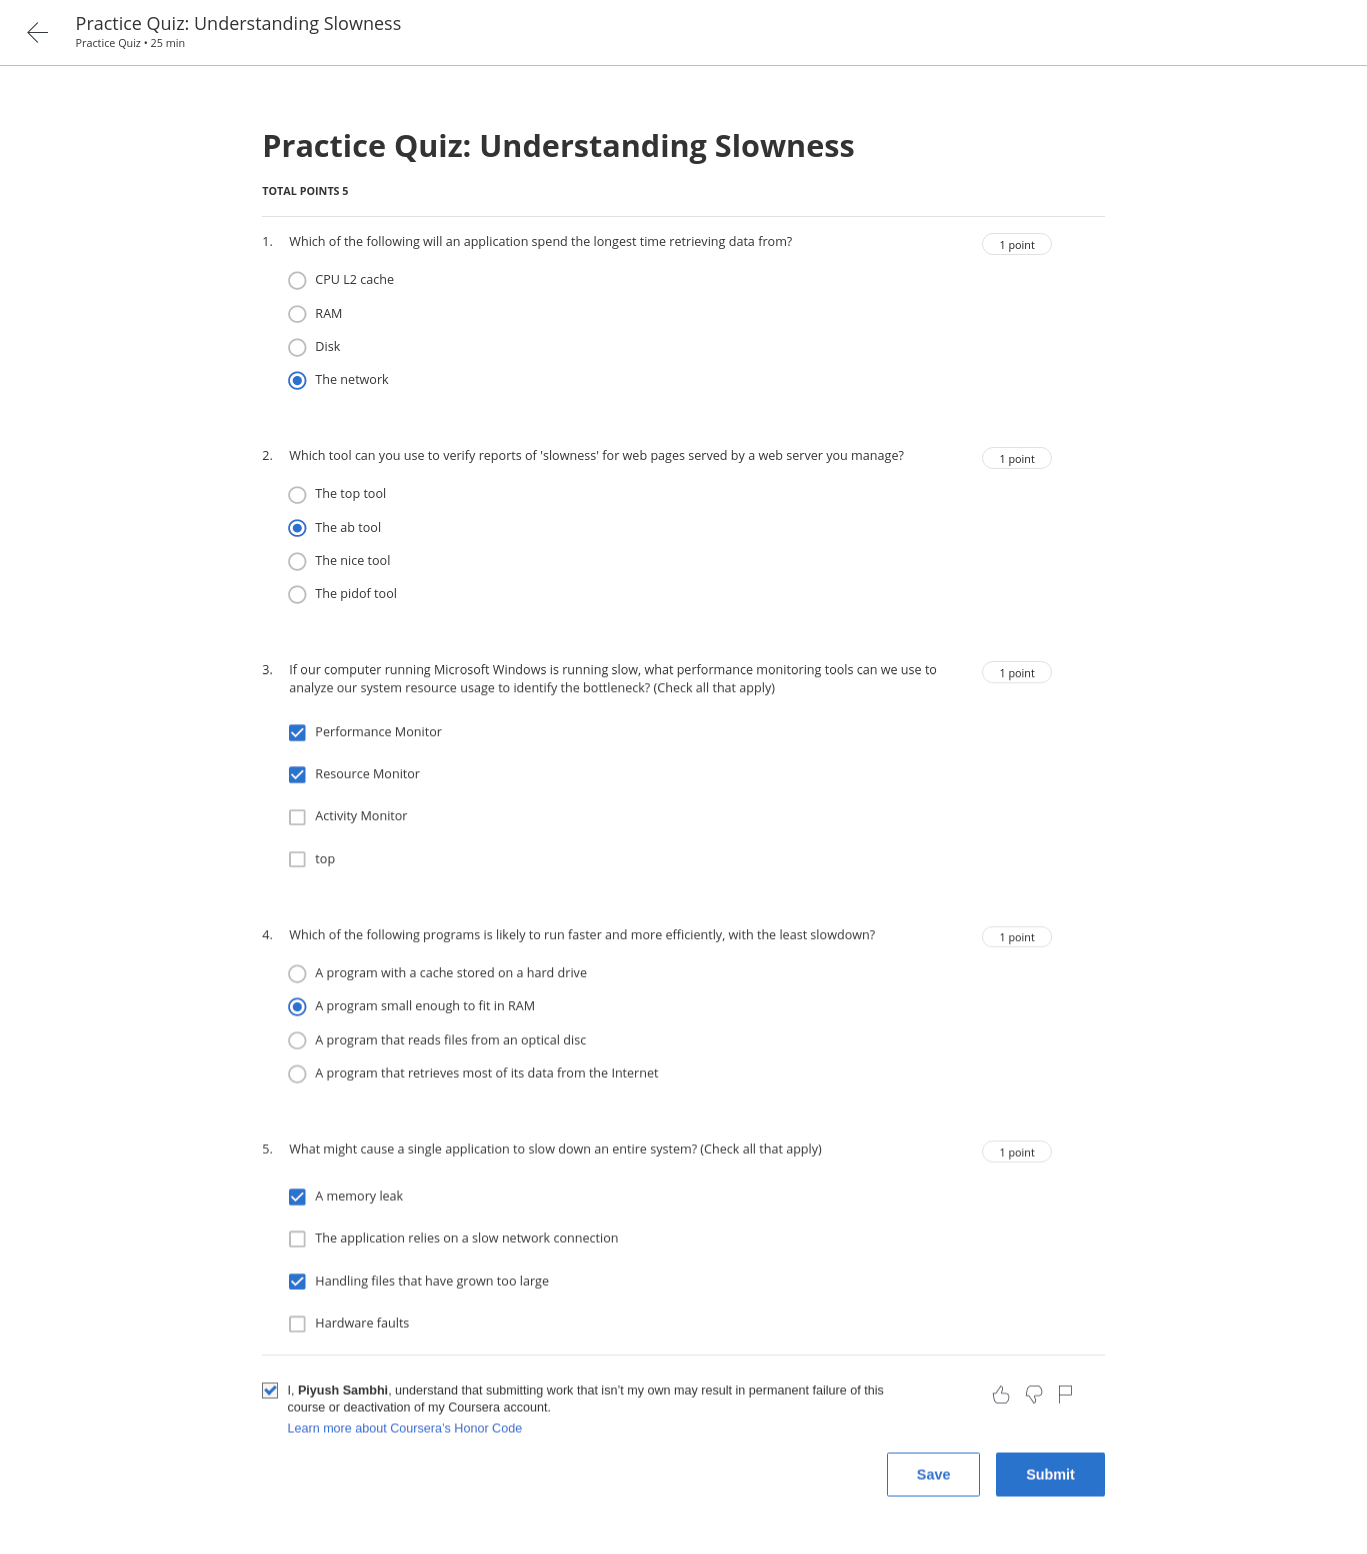 Practice Quiz: Understanding Slowness
Practice Quiz • 25 min
Practice Quiz: Understanding Slowness
TOTAL POINTS 5
1. Which of the following will an application spend the longest time retrieving data from? 1 point
CPU L2 cache
RAM
Disk
The network
2. Which tool can you use to verify reports of 'slowness' for web pages served by a web server you manage? 1 point
The top tool
The ab tool
The nice tool
The pidof tool
3. If our computer running Microsoft Windows is running slow, what performance monitoring tools can we use to 1 point
analyze our system resource usage to identify the bottleneck? (Check all that apply)
Performance Monitor
Resource Monitor
Activity Monitor
top
4. Which of the following programs is likely to run faster and more efficiently, with the least slowdown? 1 point
A program with a cache stored on a hard drive
A program small enough to fit in RAM
A program that reads files from an optical disc
A program that retrieves most of its data from the Internet
5. What might cause a single application to slow down an entire system? (Check all that apply) 1 point
A memory leak
The application relies on a slow network connection
Handling files that have grown too large
Hardware faults
I, Piyush Sambhi, understand that submitting work that isn't my own may result in permanent failure of this
course or deactivation of my Coursera account.
Learn more about Coursera's Honor Code
Save Submit